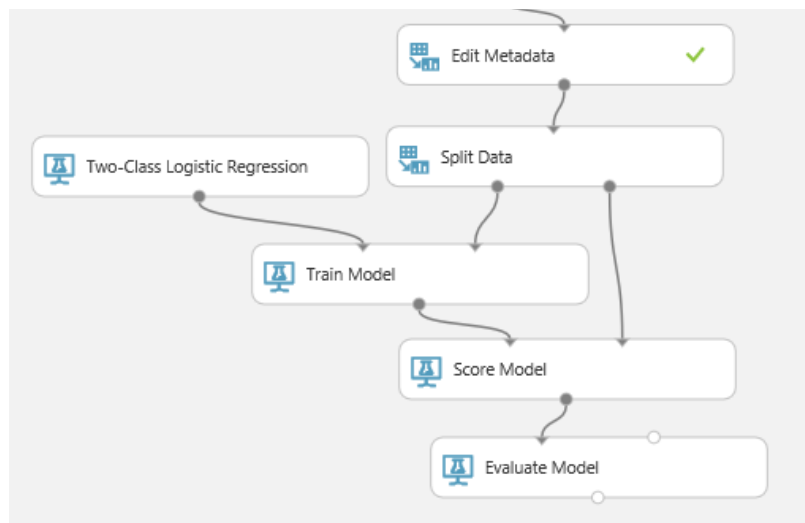 Edit Metadata
Split Data
Two-Class Logistic Regression
Train Model
Score Model
Evaluate Model